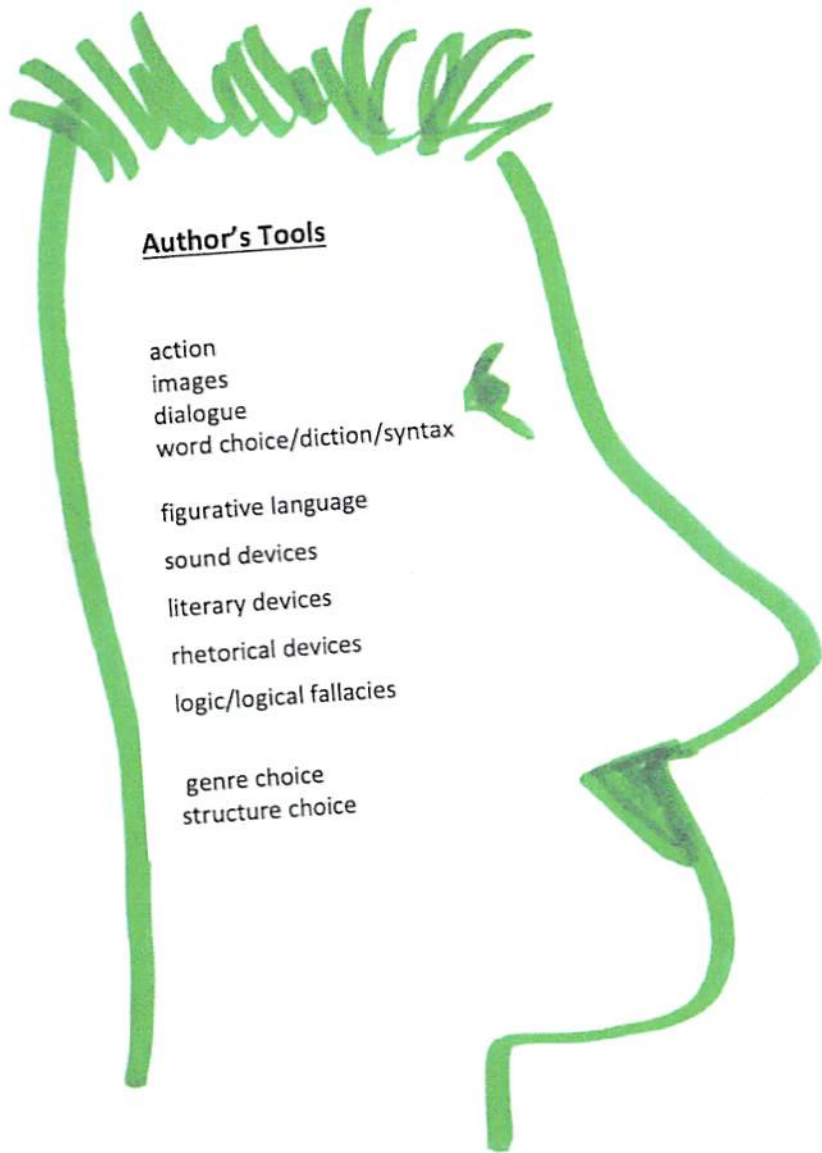 Author's Tools
action
images
dialogue
word choice/diction/syntax
figurative language
sound devices
literary devices
rhetorical devices
logic/logical fallacies
genre choice
structure choice